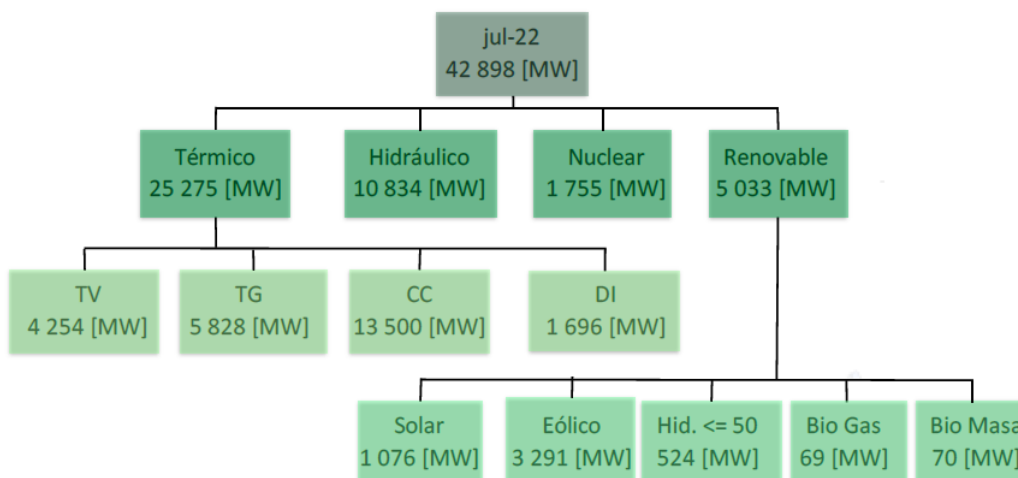 jul-22
42 898 [MW]
Térmico
25 275 [MW]
Hidráulico
10 834 [MW]
Nuclear
1 755 [MW]
Renovable
5 033 [MW]
TV
4 254 [MW]
TG
5 828 [MW]
CC
13 500 [MW]
DI
1 696 [MW]
Solar
1 076 [MW]
Eólico
3 291 [MW]
Hid. <= 50
524 [MW]
Bio Gas
69 [MW]
Bio Masa
70 [MW]